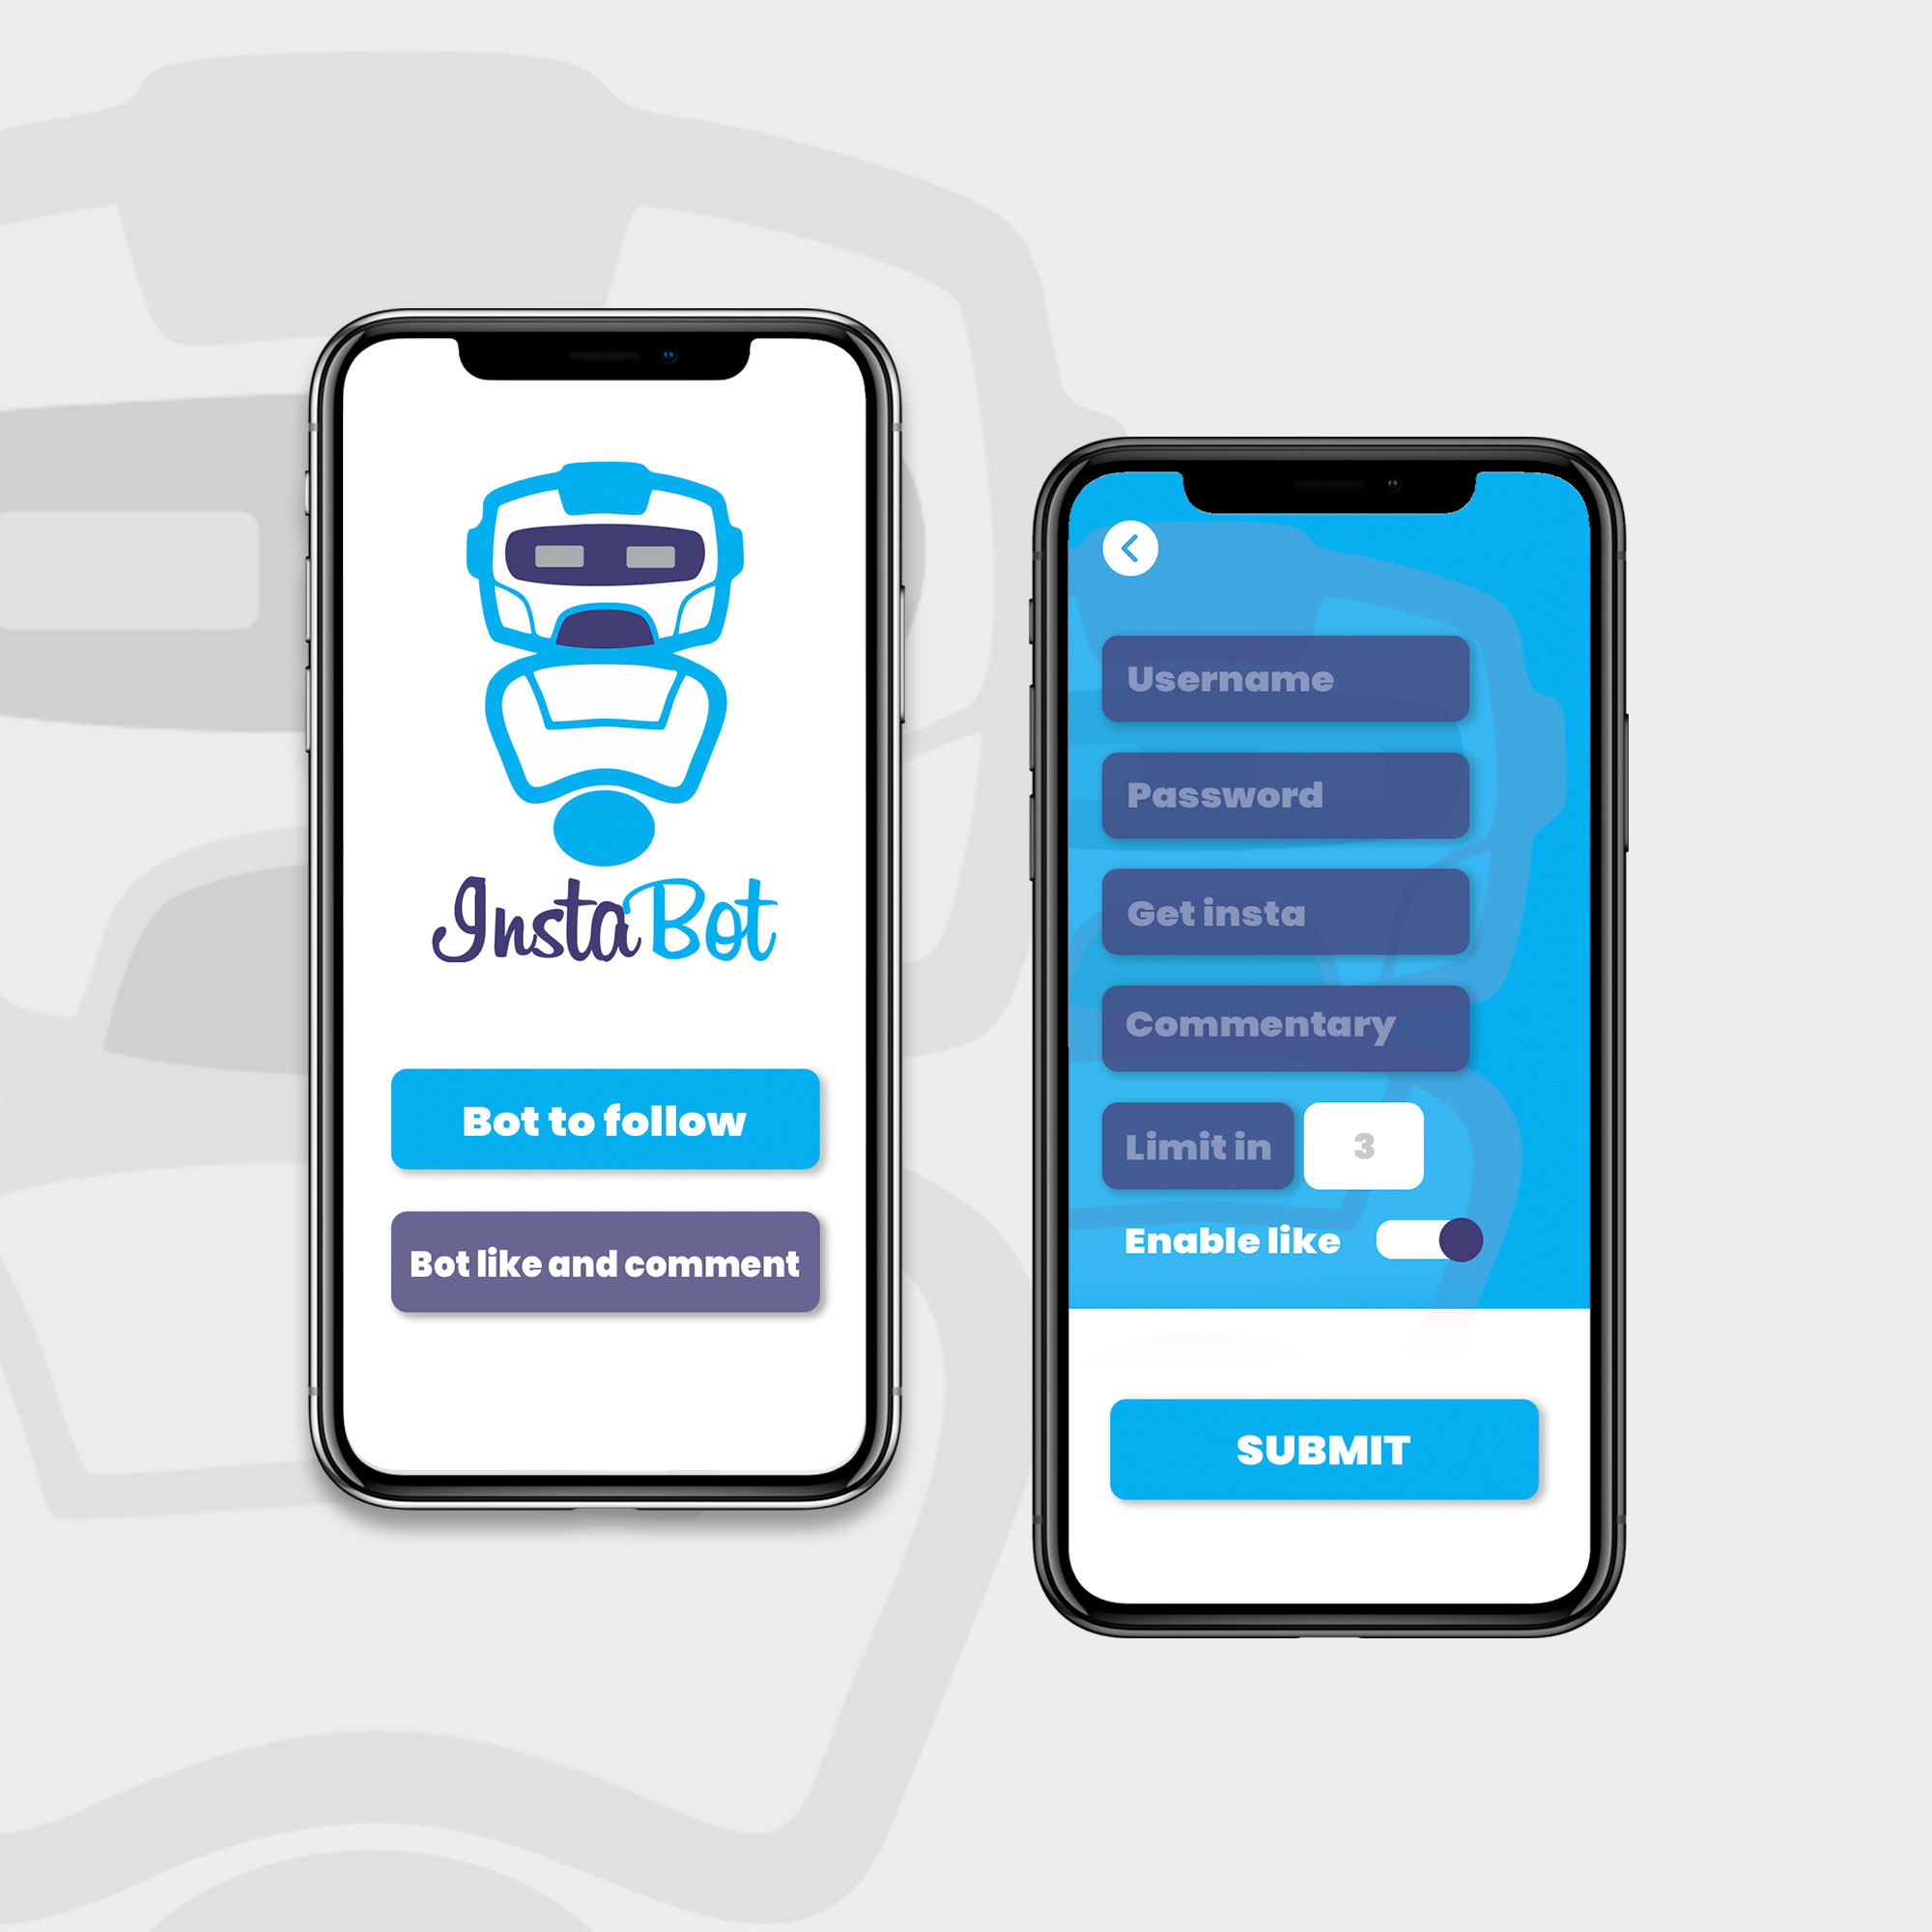 InstaBot
Bot to follow
Bot like and comment
Username
Password
Get insta
Commentary
Limit in 3
Enable like
SUBMIT